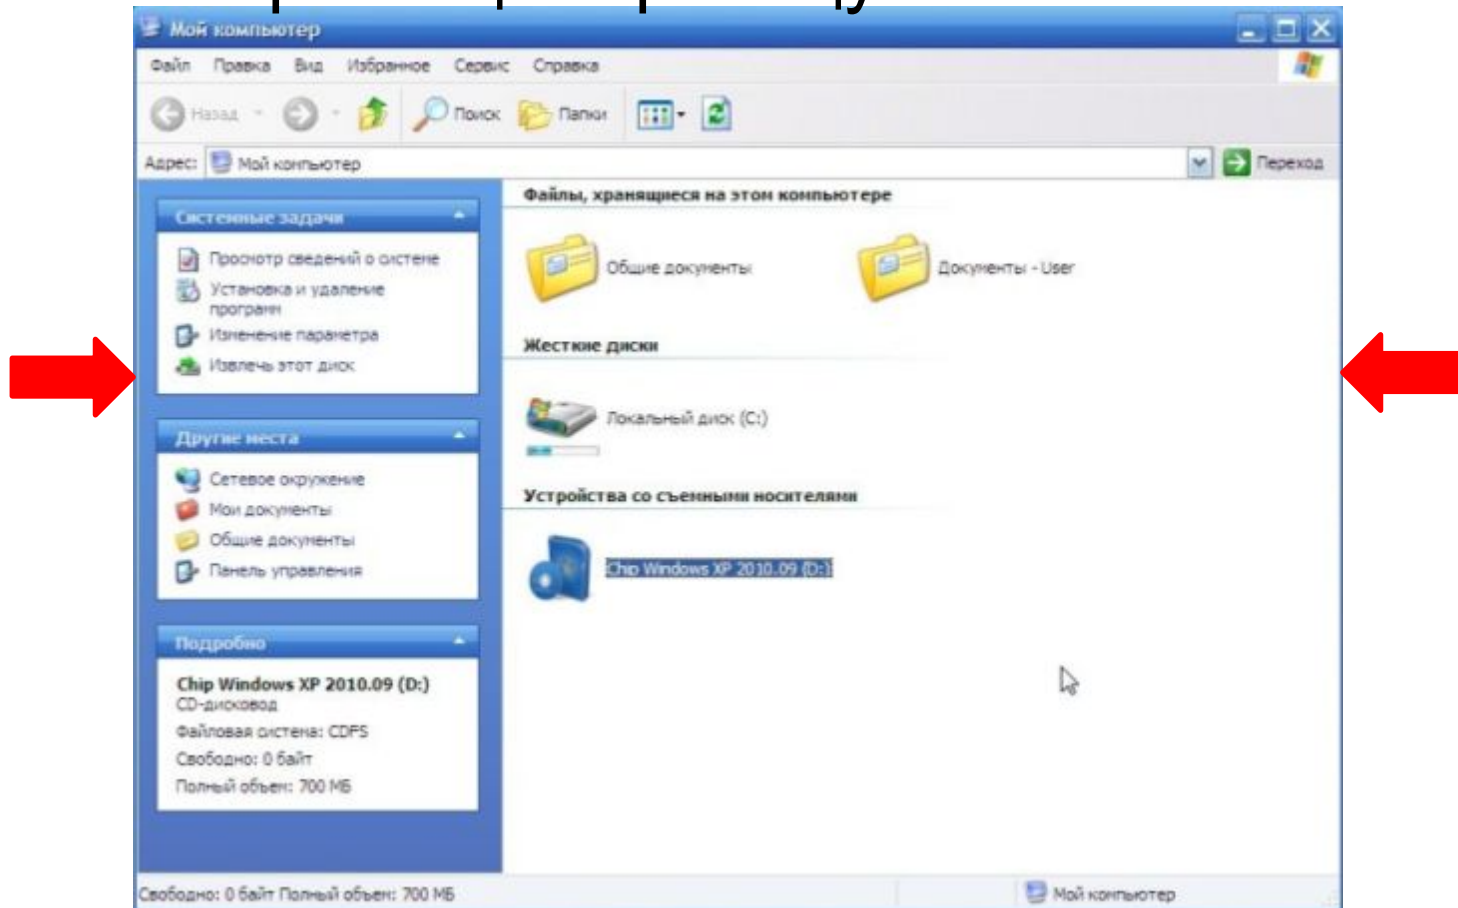 Мой компьютер
Файл Правка Вид Избранное Сервис Справка
Назад Поиск Папки
Адрес: Мой компьютер Переход
Системные задачи
Просмотр сведений о системе
Установка и удаление
программ
Изменение параметра
Извлечь этот диск
Другие места
Сетевое окружение
Мои документы
Общие документы
Панель управления
Подробно
Chip Windows XP 2010.09 (D:)
CD-дисковод
Файловая система: CDFS
Свободно: 0 байт
Полный объем: 700 МБ
Файлы, хранящиеся на этом компьютере
Общие документы Документы - User
Жесткие диски
Локальный диск (C:)
Устройства со съемными носителями
Chip Windows XP 2010.09 (D:)
Свободно: 0 байт Полный объем: 700 МБ Мой компьютер